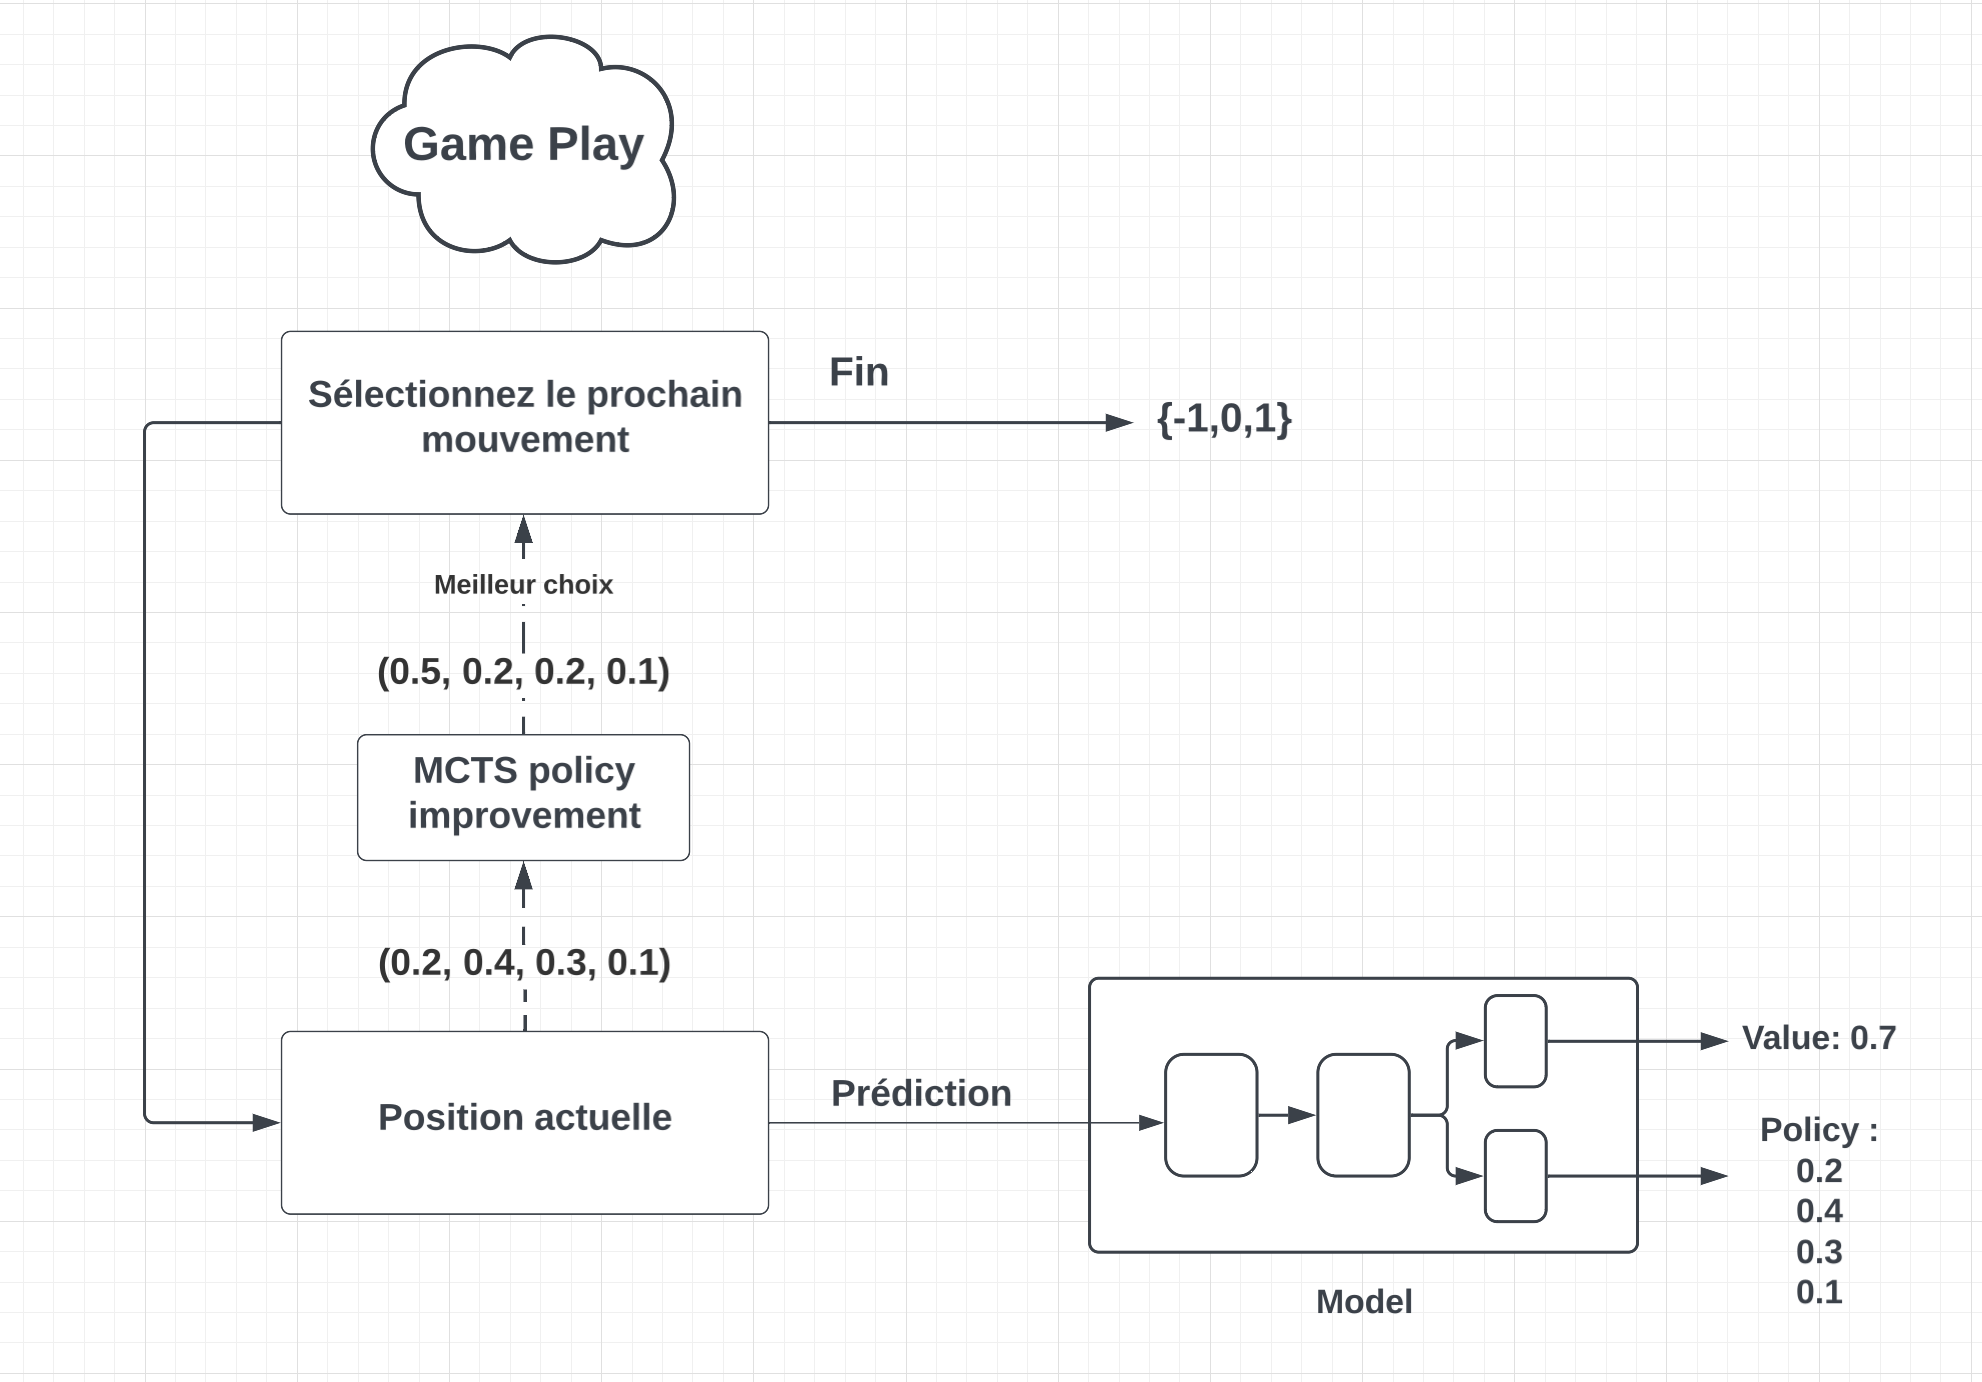 Game Play
Sélectionnez le prochain
mouvement
Fin
{-1,0,1}
Meilleur choix
(0.5, 0.2, 0.2, 0.1)
MCTS policy
improvement
(0.2, 0.4, 0.3, 0.1)
Position actuelle
Prédiction
Value: 0.7
Policy :
0.2
0.4
0.3
0.1
Model